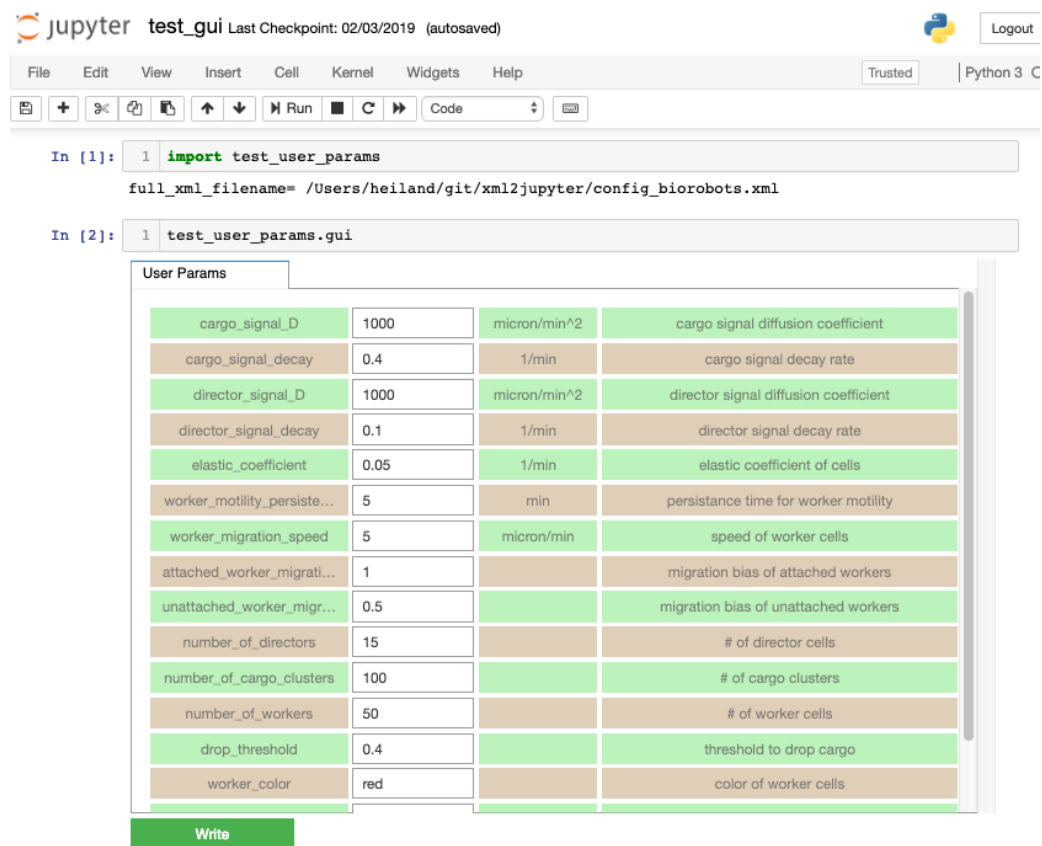 jupyter test_gui Last Checkpoint: 02/03/2019 (autosaved) Logout
File Edit View Insert Cell Kernel Widgets Help Trusted Python 3
Run Code
In [1]: 1 import test_user_params
full_xml_filename= /Users/heiland/git/xml2jupyter/config_biorobots.xml
In [2]: 1 test_user_params.gui
User Params
cargo_signal_D 1000 micron/min^2 cargo signal diffusion coefficient
cargo_signal_decay 0.4 1/min cargo signal decay rate
director_signal_D 1000 micron/min^2 director signal diffusion coefficient
director_signal_decay 0.1 1/min director signal decay rate
elastic_coefficient 0.05 1/min elastic coefficient of cells
worker_motility_persiste... 5 min persistance time for worker motility
worker_migration_speed 5 micron/min speed of worker cells
attached_worker_migrati... 1 migration bias of attached workers
unattached_worker_migr... 0.5 migration bias of unattached workers
number_of_directors 15 # of director cells
number_of_cargo_clusters 100 # of cargo clusters
number_of_workers 50 # of worker cells
drop_threshold 0.4 threshold to drop cargo
worker_color red color of worker cells
Write